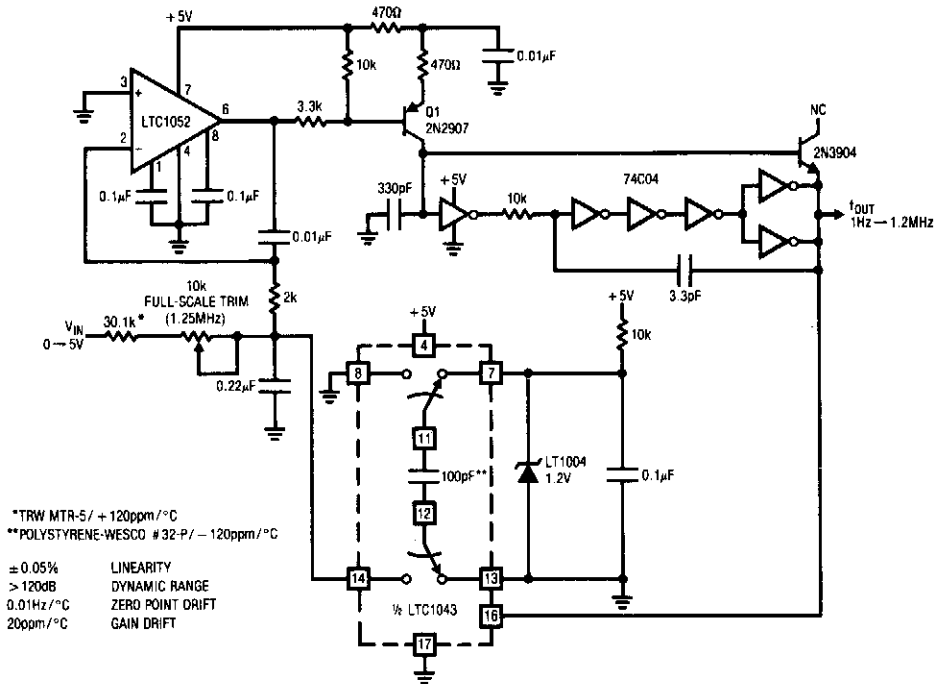 +5V
470Ω
10k
470Ω
0.01µF
3
+
7
LTC1052
6
2
−
8
1
4
3.3k
Q1
2N2907
NC
2N3904
0.1µF
0.1µF
330pF
+5V
10k
74C04
fOUT
1Hz→1.2MHz
0.01µF
3.3pF
10k
FULL-SCALE TRIM
(1.25MHz)
2k
VIN
0→5V
30.1k*
0.22µF
+5V
4
+5V
10k
8
7
11
100pF**
12
LT1004
1.2V
0.1µF
14
13
½ LTC1043
16
17
*TRW MTR-5/+120ppm/°C
**POLYSTYRENE-WESCO #32-P/−120ppm/°C
±0.05% LINEARITY
>120dB DYNAMIC RANGE
0.01Hz/°C ZERO POINT DRIFT
20ppm/°C GAIN DRIFT